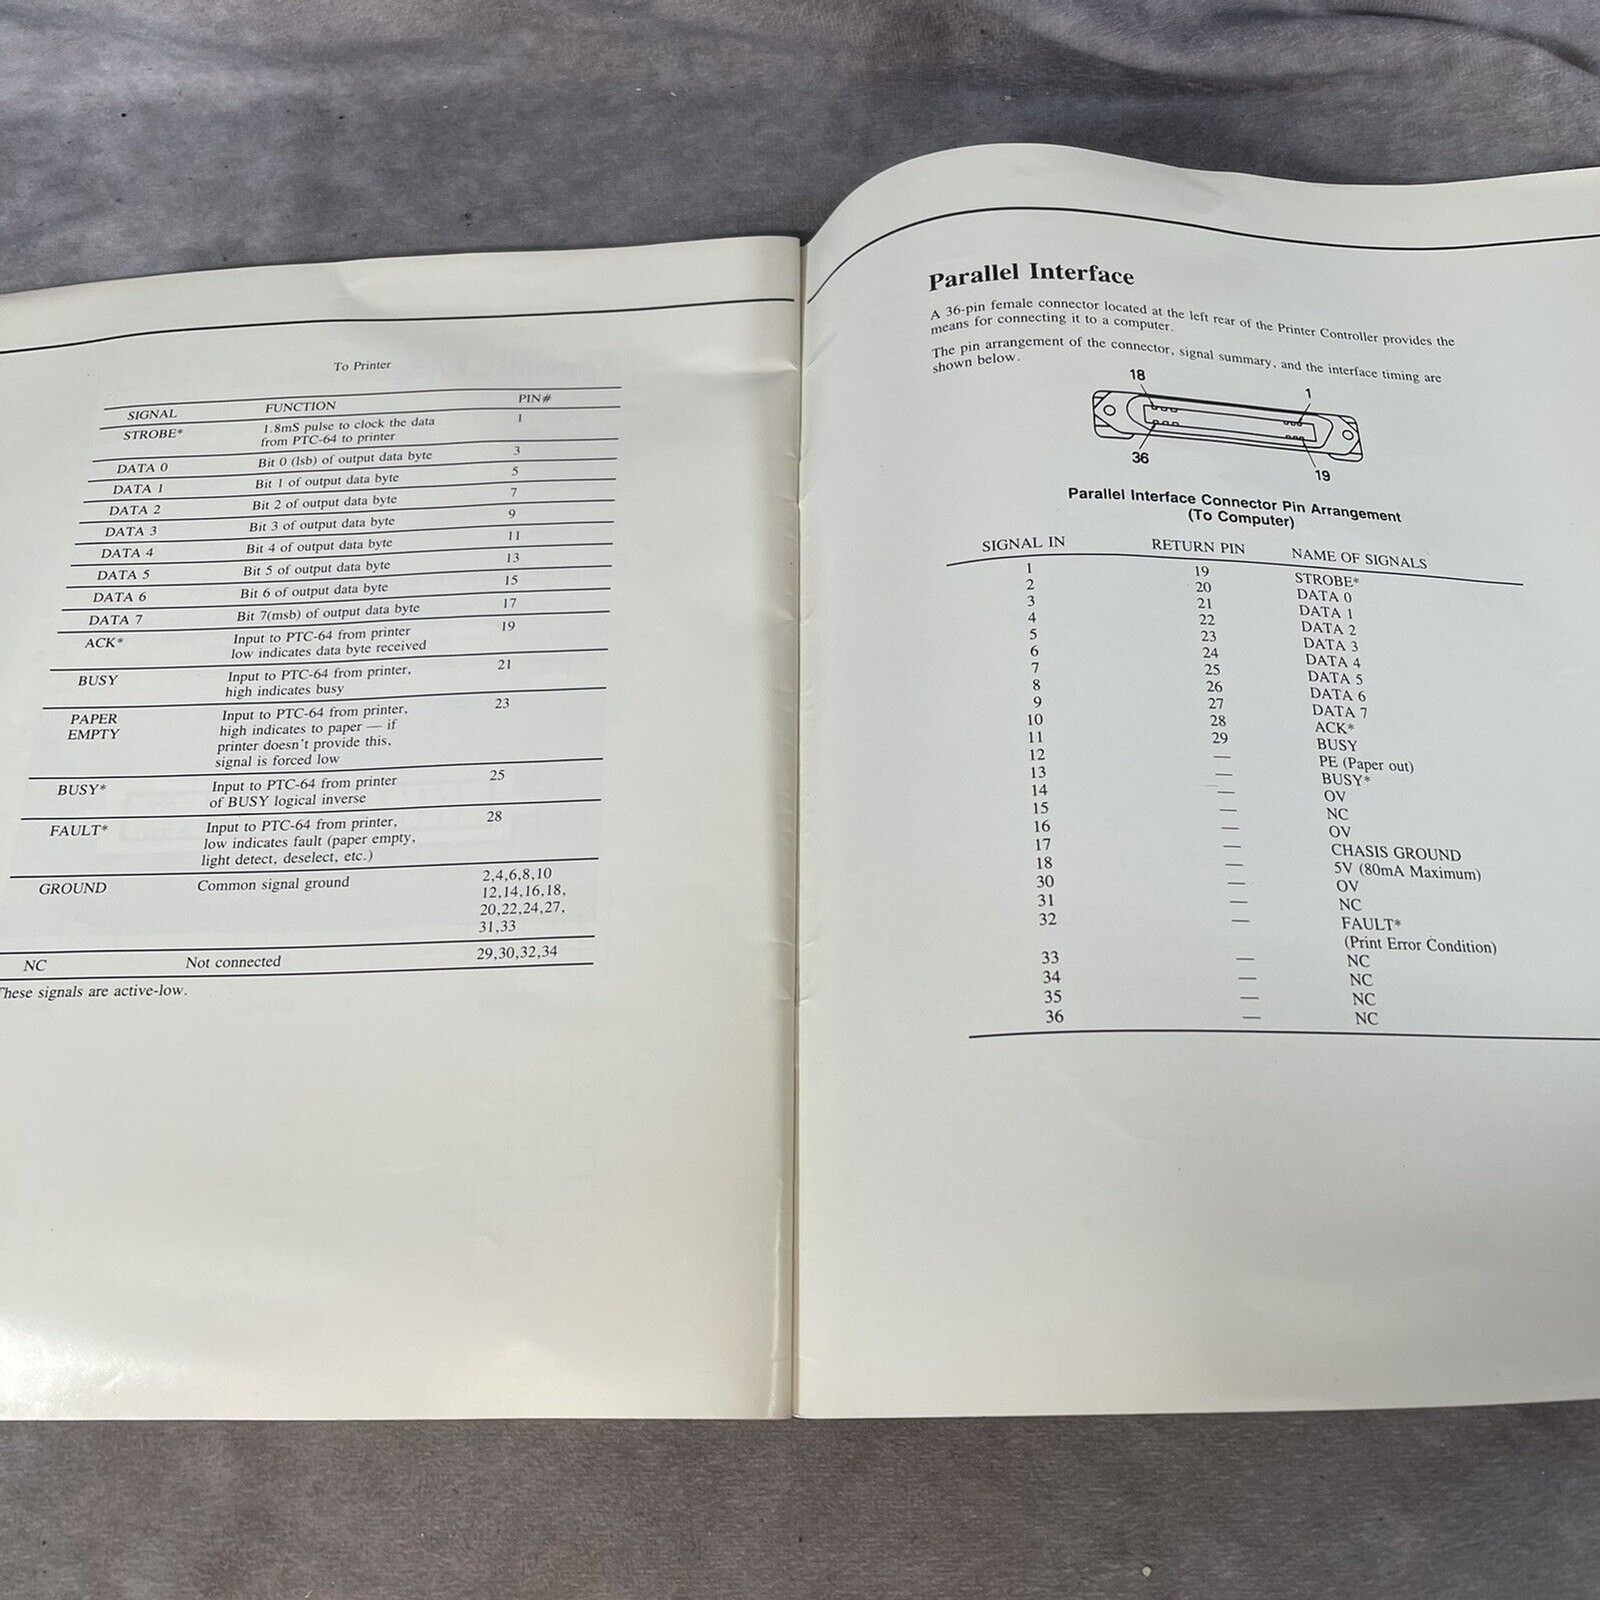 To Printer
SIGNAL FUNCTION PIN#
STROBE* 1.8mS pulse to clock the data 1
from PTC-64 to printer
DATA 0 Bit 0 (lsb) of output data byte 3
DATA 1 Bit 1 of output data byte 5
DATA 2 Bit 2 of output data byte 7
DATA 3 Bit 3 of output data byte 9
DATA 4 Bit 4 of output data byte 11
DATA 5 Bit 5 of output data byte 13
DATA 6 Bit 6 of output data byte 15
DATA 7 Bit 7(msb) of output data byte 17
ACK* Input to PTC-64 from printer 19
low indicates data byte received
BUSY Input to PTC-64 from printer, 21
high indicates busy
PAPER Input to PTC-64 from printer, 23
EMPTY high indicates to paper — if
printer doesn't provide this,
signal is forced low
BUSY* Input to PTC-64 from printer 25
of BUSY logical inverse
FAULT* Input to PTC-64 from printer, 28
low indicates fault (paper empty,
light detect, deselect, etc.)
GROUND Common signal ground 2,4,6,8,10
12,14,16,18,
20,22,24,27,
31,33
NC Not connected 29,30,32,34
These signals are active-low.
Parallel Interface
A 36-pin female connector located at the left rear of the Printer Controller provides the
means for connecting it to a computer.
The pin arrangement of the connector, signal summary, and the interface timing are
shown below.
18 1
36 19
Parallel Interface Connector Pin Arrangement
(To Computer)
SIGNAL IN RETURN PIN NAME OF SIGNALS
1 19 STROBE*
2 20 DATA 0
3 21 DATA 1
4 22 DATA 2
5 23 DATA 3
6 24 DATA 4
7 25 DATA 5
8 26 DATA 6
9 27 DATA 7
10 28 ACK*
11 29 BUSY
12 — PE (Paper out)
13 — BUSY*
14 — OV
15 — NC
16 — OV
17 — CHASIS GROUND
18 — 5V (80mA Maximum)
30 — OV
31 — NC
32 — FAULT*
(Print Error Condition)
33 — NC
34 — NC
35 — NC
36 — NC